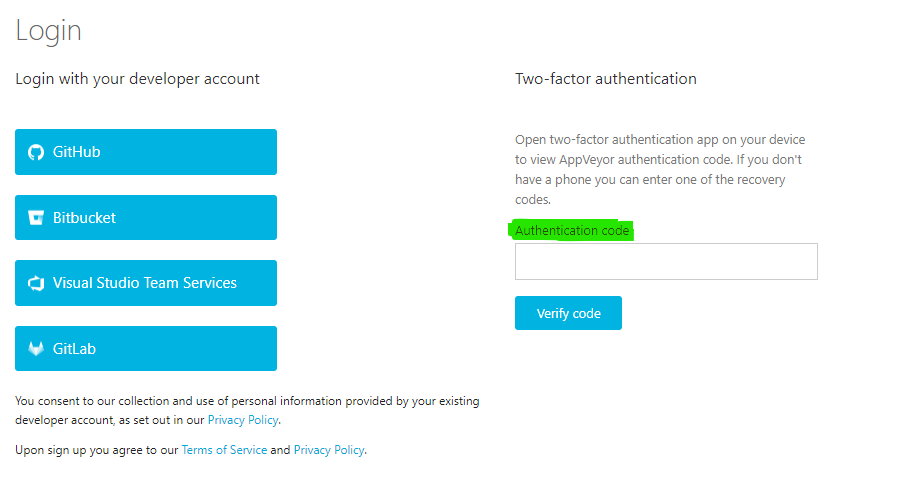 Login
Login with your developer account
GitHub
Bitbucket
Visual Studio Team Services
GitLab
You consent to our collection and use of personal information provided by your existing
developer account, as set out in our Privacy Policy.
Upon sign up you agree to our Terms of Service and Privacy Policy.
Two-factor authentication
Open two-factor authentication app on your device
to view AppVeyor authentication code. If you don't
have a phone you can enter one of the recovery
codes.
Authentication code
Verify code